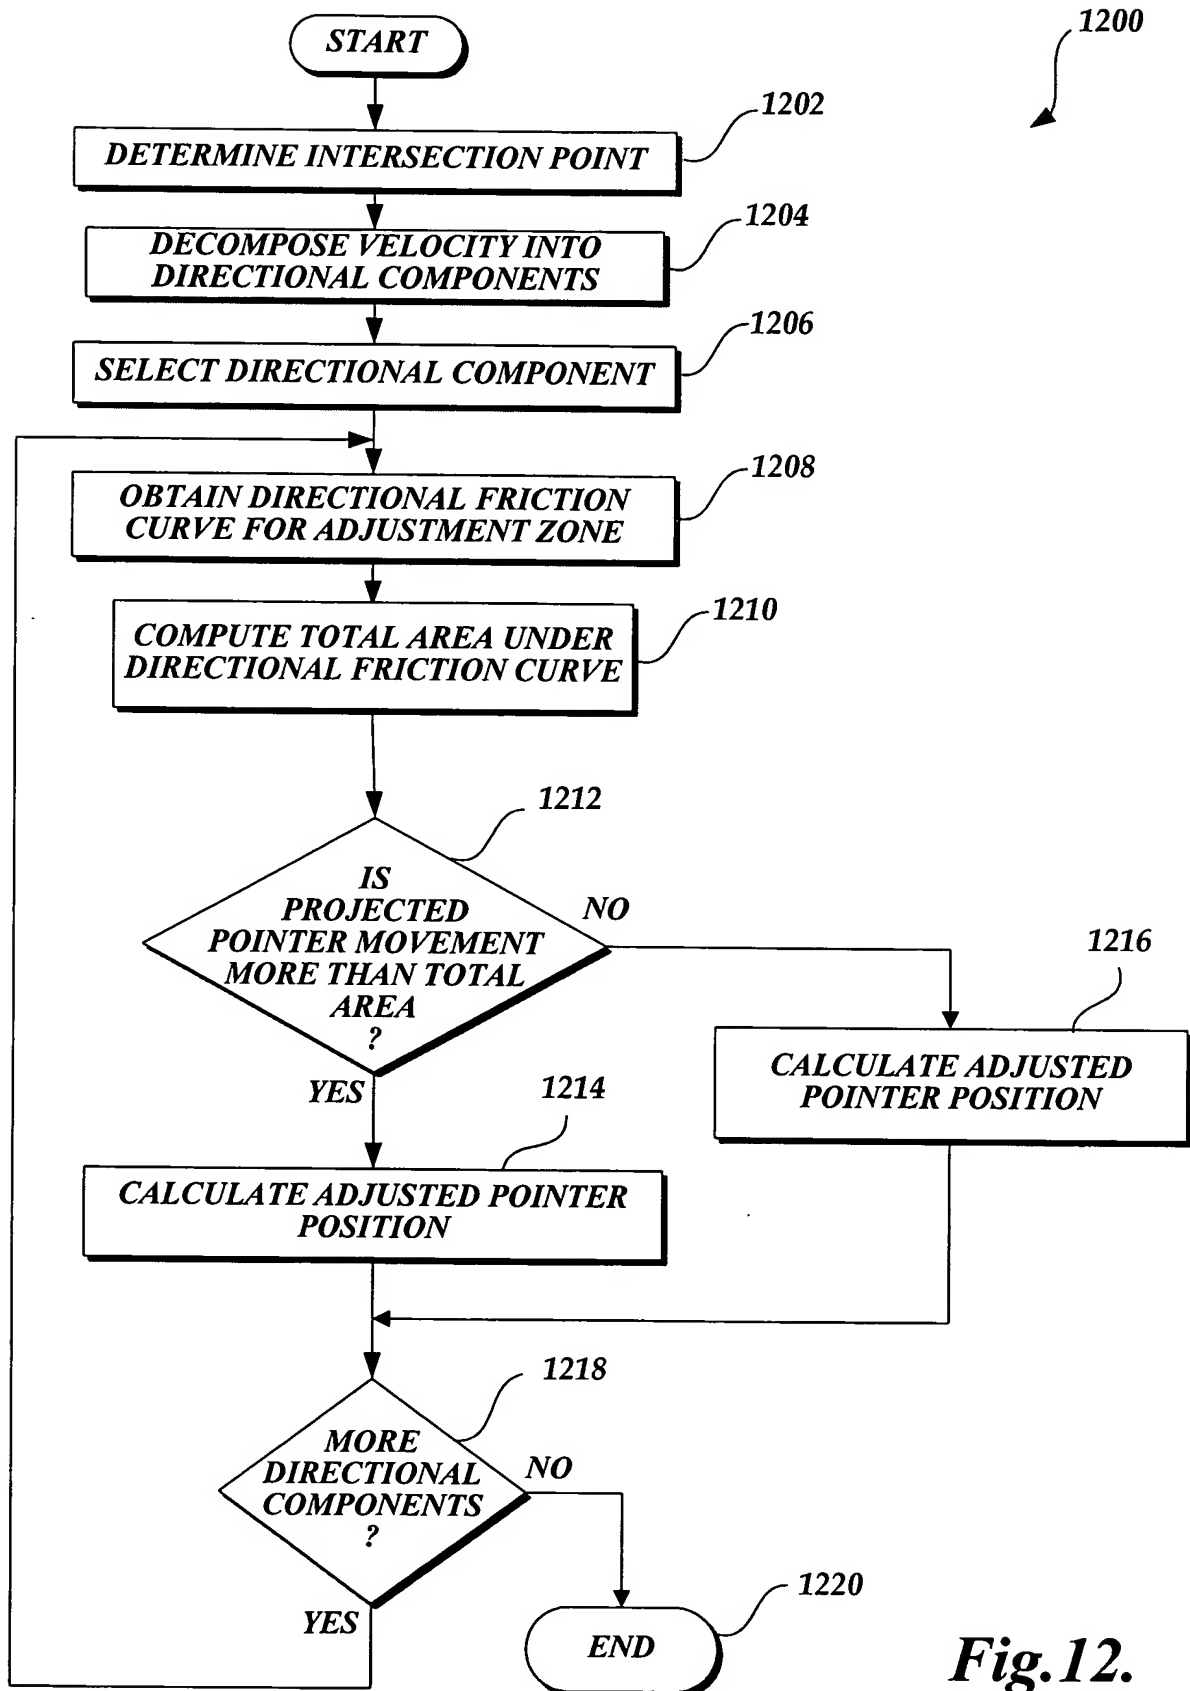 1200
START
1202
DETERMINE INTERSECTION POINT
1204
DECOMPOSE VELOCITY INTO
DIRECTIONAL COMPONENTS
1206
SELECT DIRECTIONAL COMPONENT
1208
OBTAIN DIRECTIONAL FRICTION
CURVE FOR ADJUSTMENT ZONE
1210
COMPUTE TOTAL AREA UNDER
DIRECTIONAL FRICTION CURVE
1212
IS
PROJECTED
POINTER MOVEMENT
MORE THAN TOTAL
AREA
?
NO
YES
1216
CALCULATE ADJUSTED
POINTER POSITION
1214
CALCULATE ADJUSTED POINTER
POSITION
1218
MORE
DIRECTIONAL
COMPONENTS
?
NO
YES
1220
END
Fig.12.